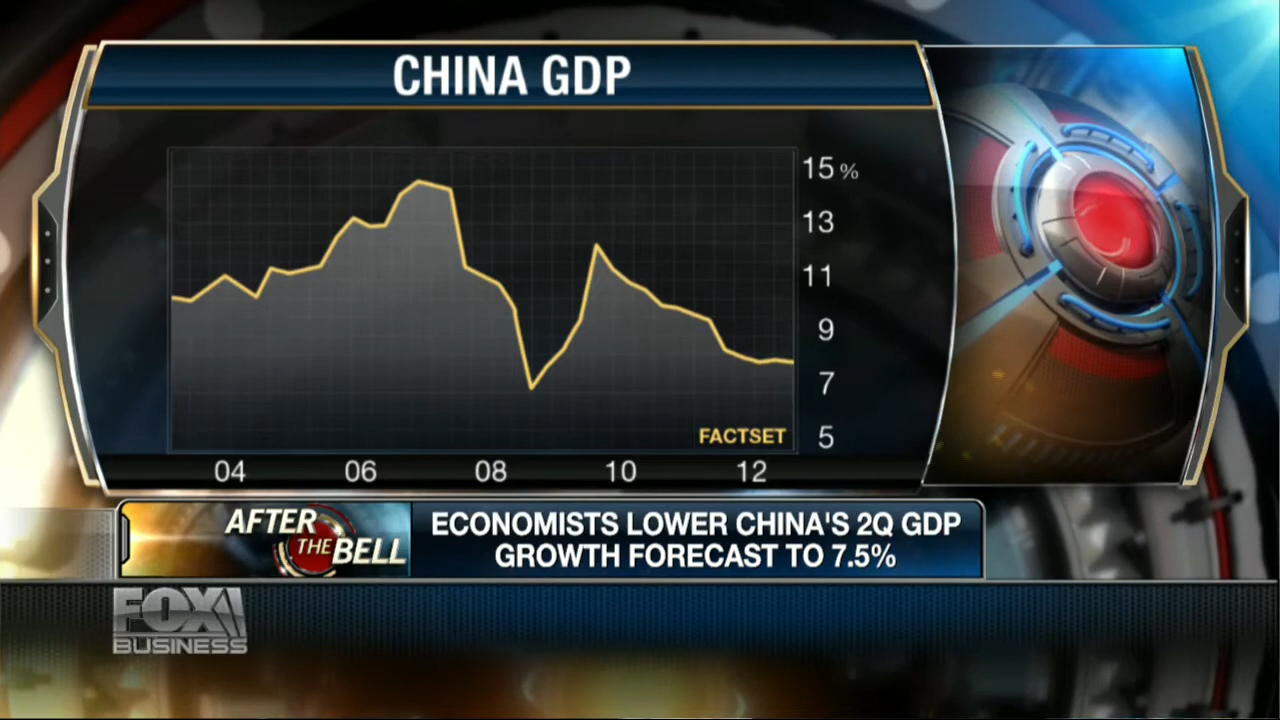 CHINA GDP
15 %
13
11
9
7
5
FACTSET
04 06 08 10 12
AFTER
THE BELL
ECONOMISTS LOWER CHINA'S 2Q GDP
GROWTH FORECAST TO 7.5%
FOX
BUSINESS